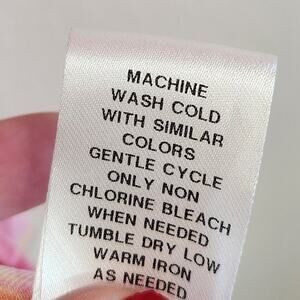 MACHINE
WASH COLD
WITH SIMILAR
COLORS
GENTLE CYCLE
ONLY NON
CHLORINE BLEACH
WHEN NEEDED
TUMBLE DRY LOW
WARM IRON
AS NEEDED